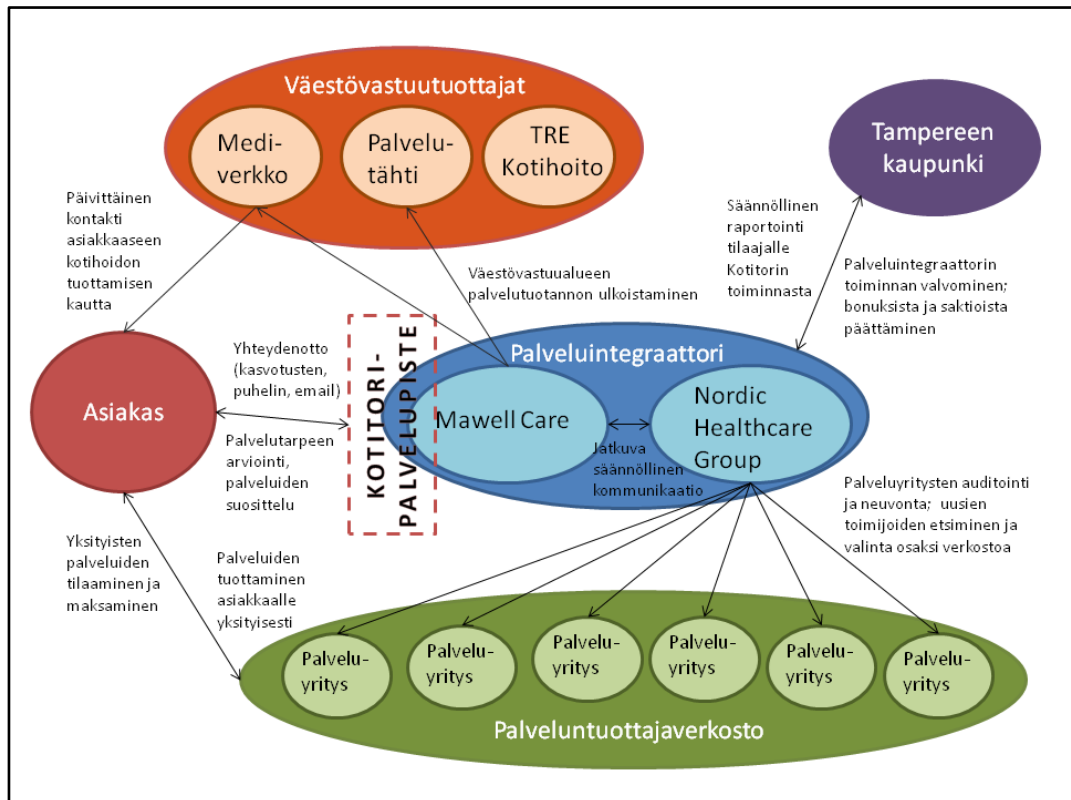 Väestövastuutuottajat
Medi-
verkko
Palvelu-
tähti
TRE
Kotihoito
Tampereen
kaupunki
Päivittäinen
kontakti
asiakkaaseen
kotihoidon
tuottamisen
kautta
Väestövastuualueen
palvelutuotannon ulkoistaminen
Säännöllinen
raportointi
tilaajalle
Kotitorin
toiminnasta
Palveluintegraattorin
toiminnan valvominen;
bonuksista ja saktioista
päättäminen
Asiakas
Yhteydenotto
(kasvotusten,
puhelin, email)
Palvelutarpeen
arviointi,
palveluiden
suosittelu
KOTITORI-
PALVELUPISTE
Palveluintegraattori
Mawell Care
Nordic
Healthcare
Group
Jatkuva
säännöllinen
kommunikaatio
Palveluyritysten auditointi
ja neuvonta; uusien
toimijoiden etsiminen ja
valinta osaksi verkostoa
Yksityisten
palveluiden
tilaaminen ja
maksaminen
Palveluiden
tuottaminen
asiakkaalle
yksityisesti
Palvelu-
yritys
Palvelu-
yritys
Palvelu-
yritys
Palvelu-
yritys
Palvelu-
yritys
Palvelu-
yritys
Palveluntuottajaverkosto